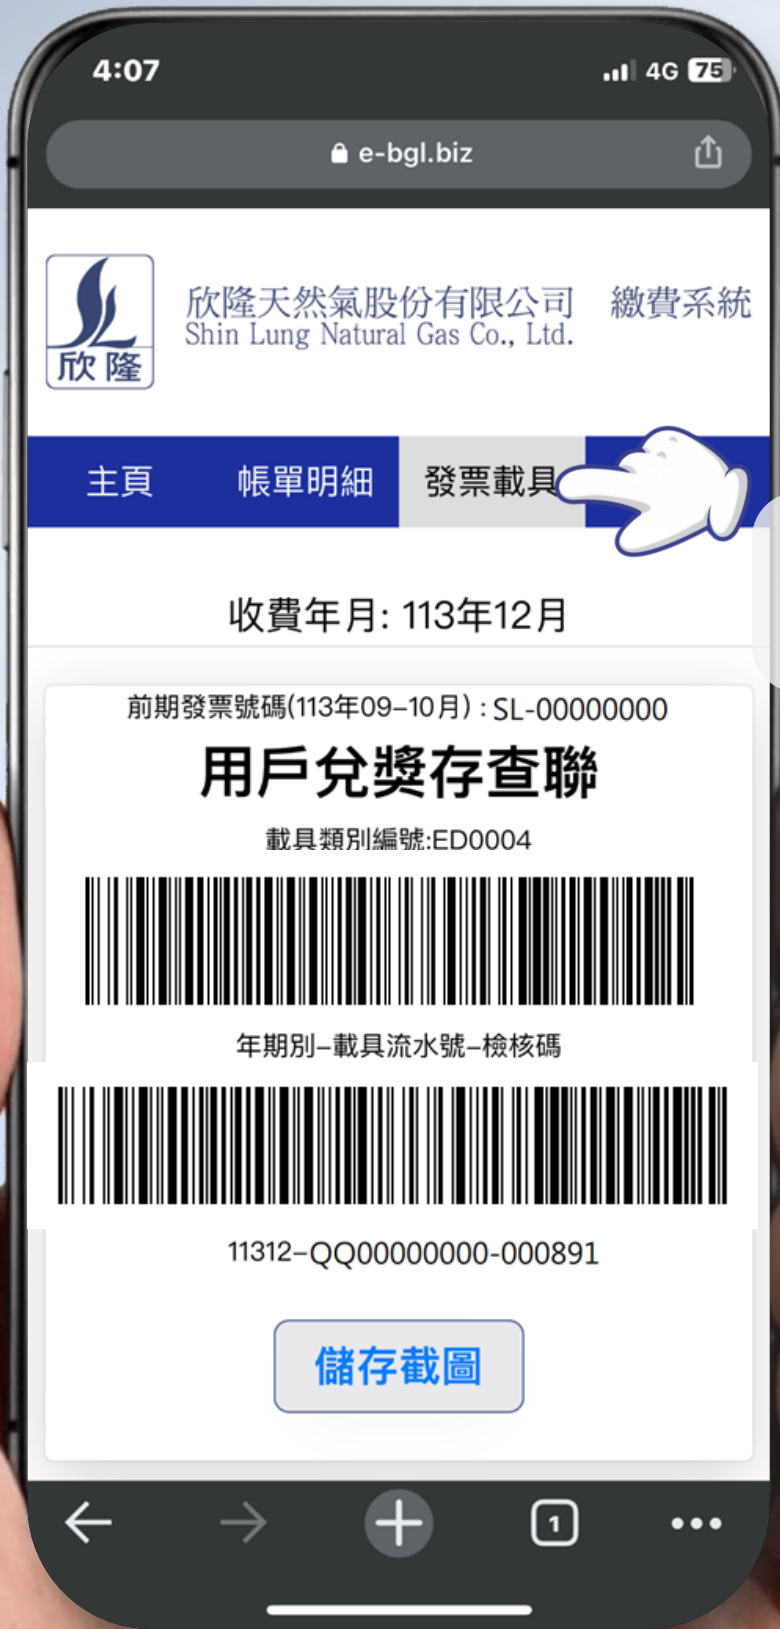 4:07
4G 75
e-bgl.biz
欣隆天然氣股份有限公司 繳費系統
Shin Lung Natural Gas Co., Ltd.
欣隆
主頁 帳單明細 發票載具
收費年月: 113年12月
前期發票號碼(113年09–10月) : SL-00000000
用戶兌獎存查聯
載具類別編號:ED0004
年期別–載具流水號–檢核碼
11312–QQ00000000-000891
儲存截圖
1